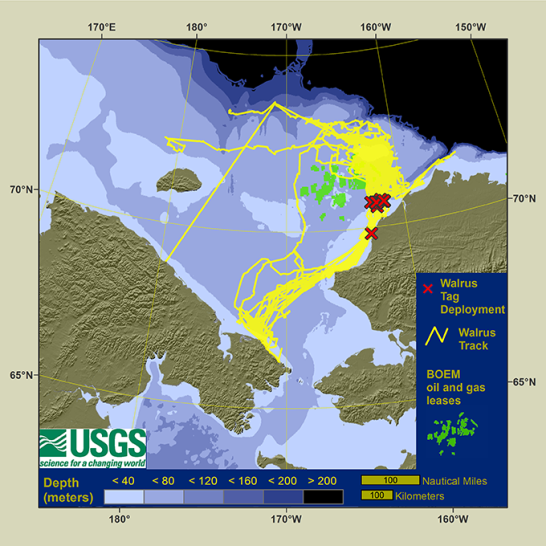 170°E 180° 170°W 160°W 150°W
70°N 70°N
65°N 65°N
Walrus
Tag
Deployment
Walrus
Track
BOEM
oil and gas
leases
USGS
science for a changing world
Depth
(meters)
< 40 < 80 < 120 < 160 < 200 > 200
100 Nautical Miles
100 Kilometers
180° 170°W 160°W